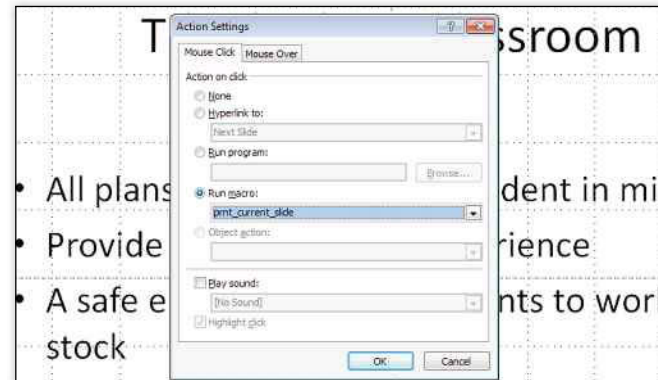 T ssroom
Action Settings
Mouse Click Mouse Over
Action on click
None
Hyperlink to:
Next Slide
Run program:
Browse...
Run macro:
prnt_current_slide
Object action:
Play sound:
[No Sound]
Highlight click
OK Cancel
• All plans dent in mi
• Provide rience
• A safe e nts to wor
stock